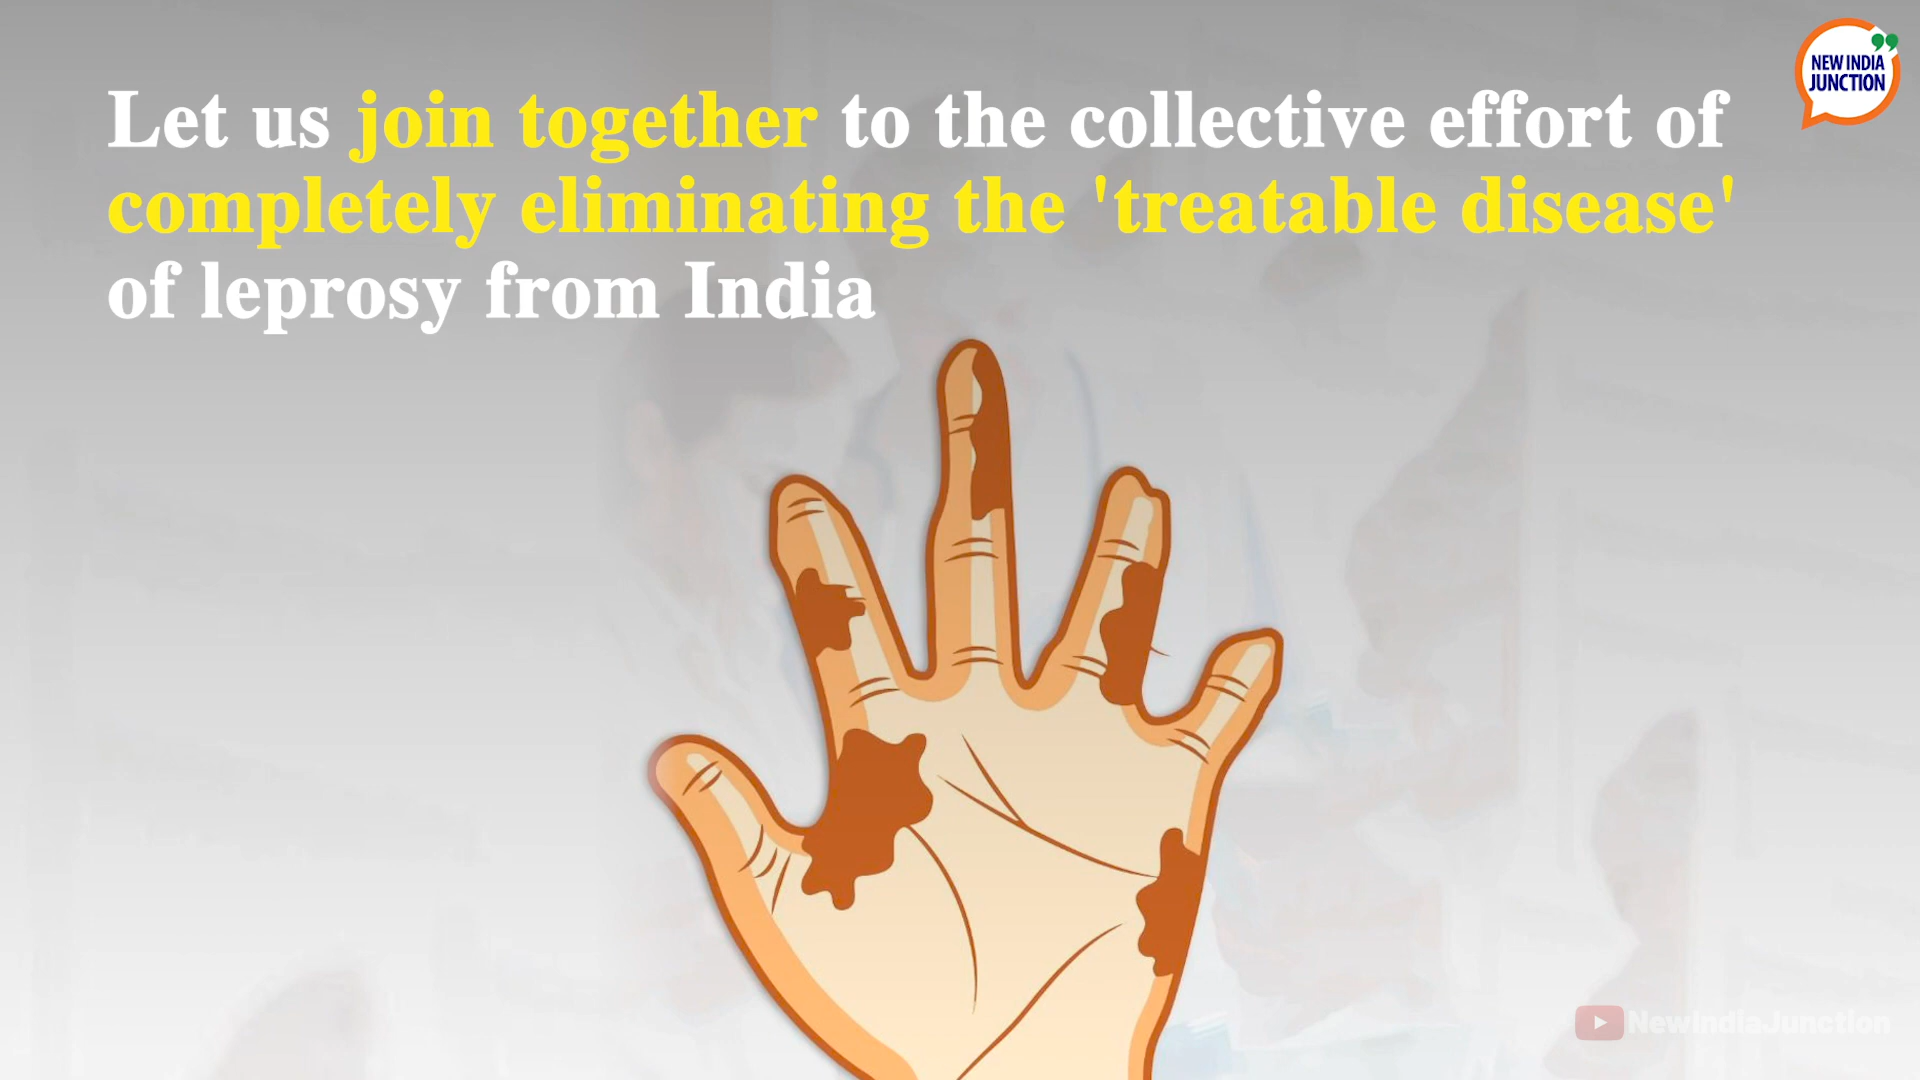 NEW INDIA
JUNCTION
Let us join together to the collective effort of
completely eliminating the 'treatable disease'
of leprosy from India
NewIndiaJunction